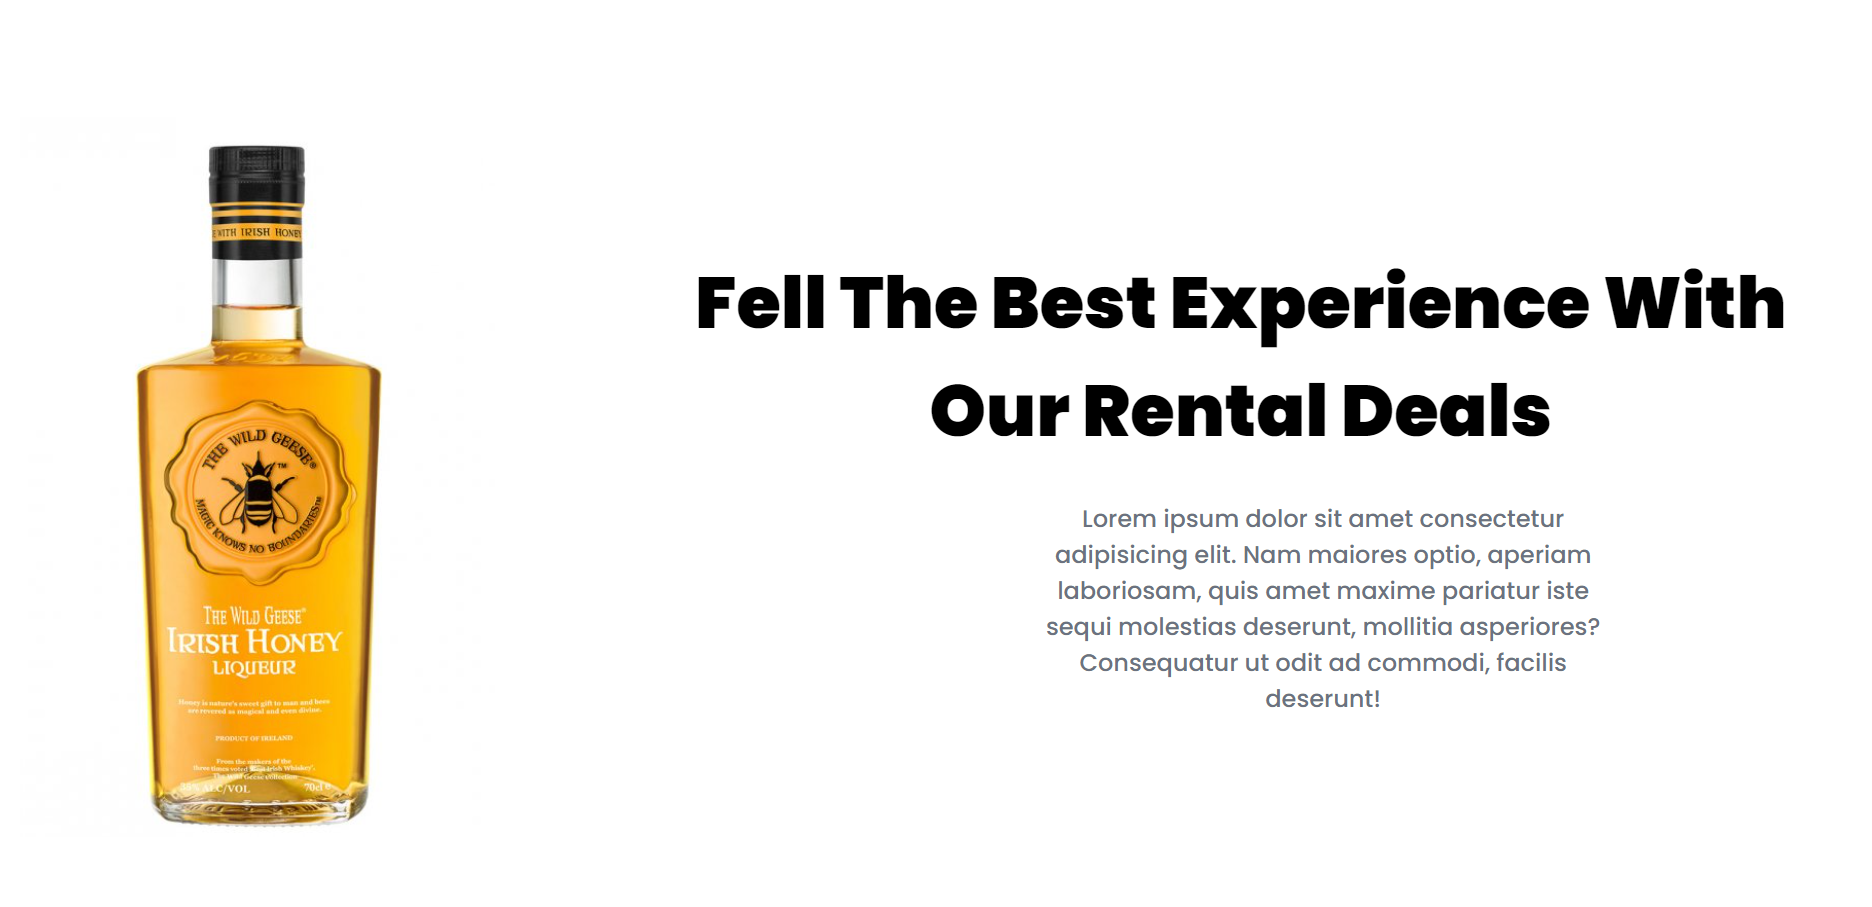 E WITH IRISH HONEY
THE WILD GEESE®
™
MAGIC KNOWS NO BOUNDARIES™
THE WILD GEESE®
IRISH HONEY
LIQUEUR
Honey is nature's sweet gift to man and bees
are revered as magical and even divine.
PRODUCT OF IRELAND
From the makers of the
three times voted Best Irish Whiskey',
The Wild Geese Collection
ALC/VOL 70cl e
Fell The Best Experience With
Our Rental Deals
Lorem ipsum dolor sit amet consectetur
adipisicing elit. Nam maiores optio, aperiam
laboriosam, quis amet maxime pariatur iste
sequi molestias deserunt, mollitia asperiores?
Consequatur ut odit ad commodi, facilis
deserunt!